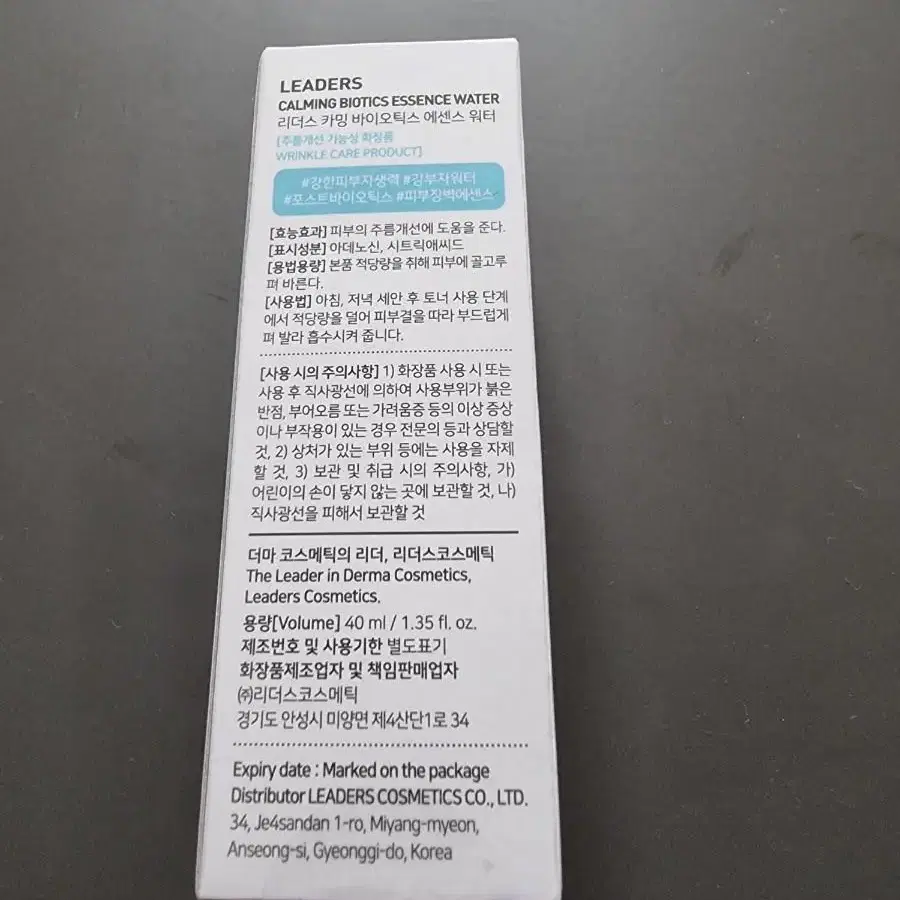 LEADERS
CALMING BIOTICS ESSENCE WATER
리더스 카밍 바이오틱스 에센스 워터
[주름개선 기능성 화장품
WRINKLE CARE PRODUCT]
#강한피부자생력 #김부자워터
#포스트바이오틱스 #피부장벽에센스
[효능효과] 피부의 주름개선에 도움을 준다.
[표시성분] 아데노신, 시트릭애씨드
[용법용량] 본품 적당량을 취해 피부에 골고루
펴 바른다.
[사용법] 아침, 저녁 세안 후 토너 사용 단계
에서 적당량을 덜어 피부결을 따라 부드럽게
펴 발라 흡수시켜 줍니다.
[사용 시의 주의사항] 1) 화장품 사용 시 또는
사용 후 직사광선에 의하여 사용부위가 붉은
반점, 부어오름 또는 가려움증 등의 이상 증상
이나 부작용이 있는 경우 전문의 등과 상담할
것, 2) 상처가 있는 부위 등에는 사용을 자제
할 것, 3) 보관 및 취급 시의 주의사항, 가)
어린이의 손이 닿지 않는 곳에 보관할 것, 나)
직사광선을 피해서 보관할 것
더마 코스메틱의 리더, 리더스코스메틱
The Leader in Derma Cosmetics,
Leaders Cosmetics.
용량[Volume] 40 ml / 1.35 fl. oz.
제조번호 및 사용기한 별도표기
화장품제조업자 및 책임판매업자
㈜리더스코스메틱
경기도 안성시 미양면 제4산단1로 34
Expiry date : Marked on the package
Distributor LEADERS COSMETICS CO., LTD.
34, Je4sandan 1-ro, Miyang-myeon,
Anseong-si, Gyeonggi-do, Korea